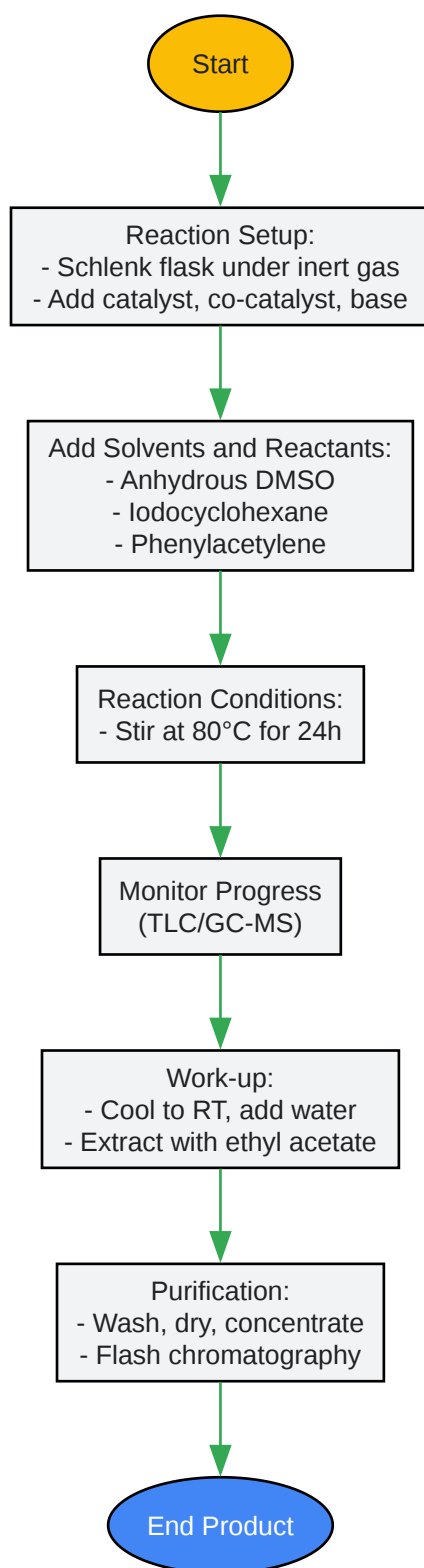 Start
Reaction Setup:
- Schlenk flask under inert gas
- Add catalyst, co-catalyst, base
Add Solvents and Reactants:
- Anhydrous DMSO
- Iodocyclohexane
- Phenylacetylene
Reaction Conditions:
- Stir at 80°C for 24h
Monitor Progress
(TLC/GC-MS)
Work-up:
- Cool to RT, add water
- Extract with ethyl acetate
Purification:
- Wash, dry, concentrate
- Flash chromatography
End Product